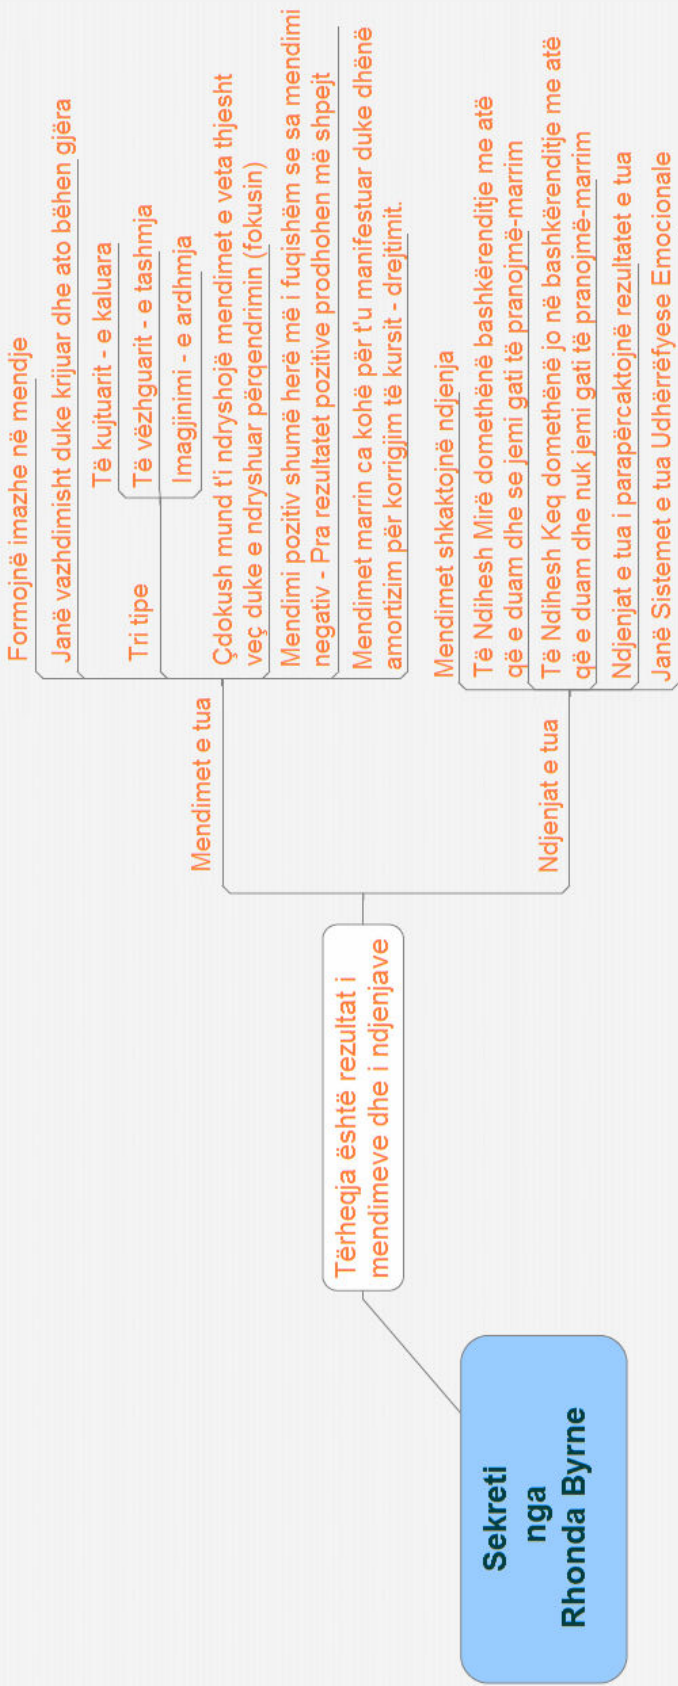 Sekreti
nga
Rhonda Byrne
Tërheqja është rezultat i
mendimeve dhe i ndjenjave
Mendimet e tua
Formojnë imazhe në mendje
Janë vazhdimisht duke krijuar dhe ato bëhen gjëra
Tri tipe
Të kujtuarit - e kaluara
Të vëzhguarit - e tashmja
Imagjinimi - e ardhmja
Çdokush mund t'i ndryshojë mendimet e veta thjesht
veç duke e ndryshuar përqendrimin (fokusin)
Mendimi pozitiv shumë herë më i fuqishëm se sa mendimi
negativ - Pra rezultatet pozitive prodhohen më shpejt
Mendimet marrin ca kohë për t'u manifestuar duke dhënë
amortizim për korrigjim të kursit - drejtimit.
Ndjenjat e tua
Mendimet shkaktojnë ndjenja
Të Ndihesh Mirë domethënë bashkërenditje me atë
që e duam dhe se jemi gati të pranojmë-marrim
Të Ndihesh Keq domethënë jo në bashkërenditje me atë
që e duam dhe nuk jemi gati të pranojmë-marrim
Ndjenjat e tua i parapërcaktojnë rezultatet e tua
Janë Sistemet e tua Udhërrëfyese Emocionale